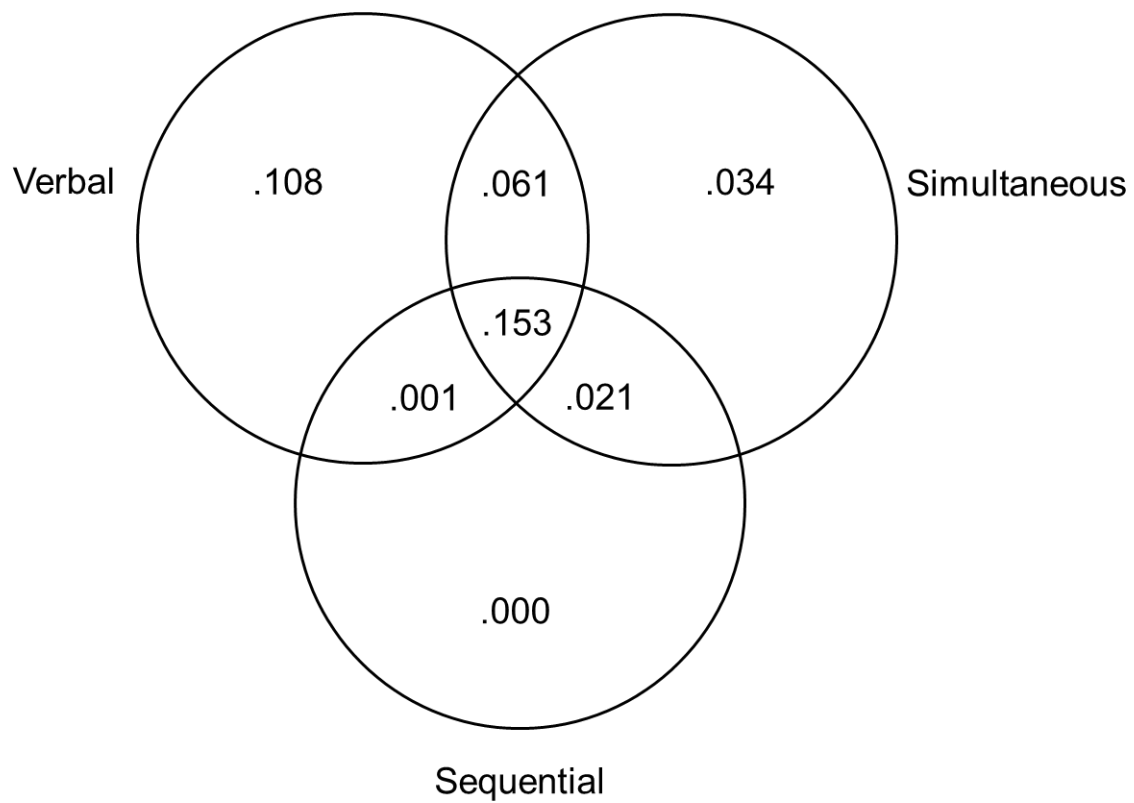 Verbal
.108
.061
.034
Simultaneous
.153
.001
.021
.000
Sequential